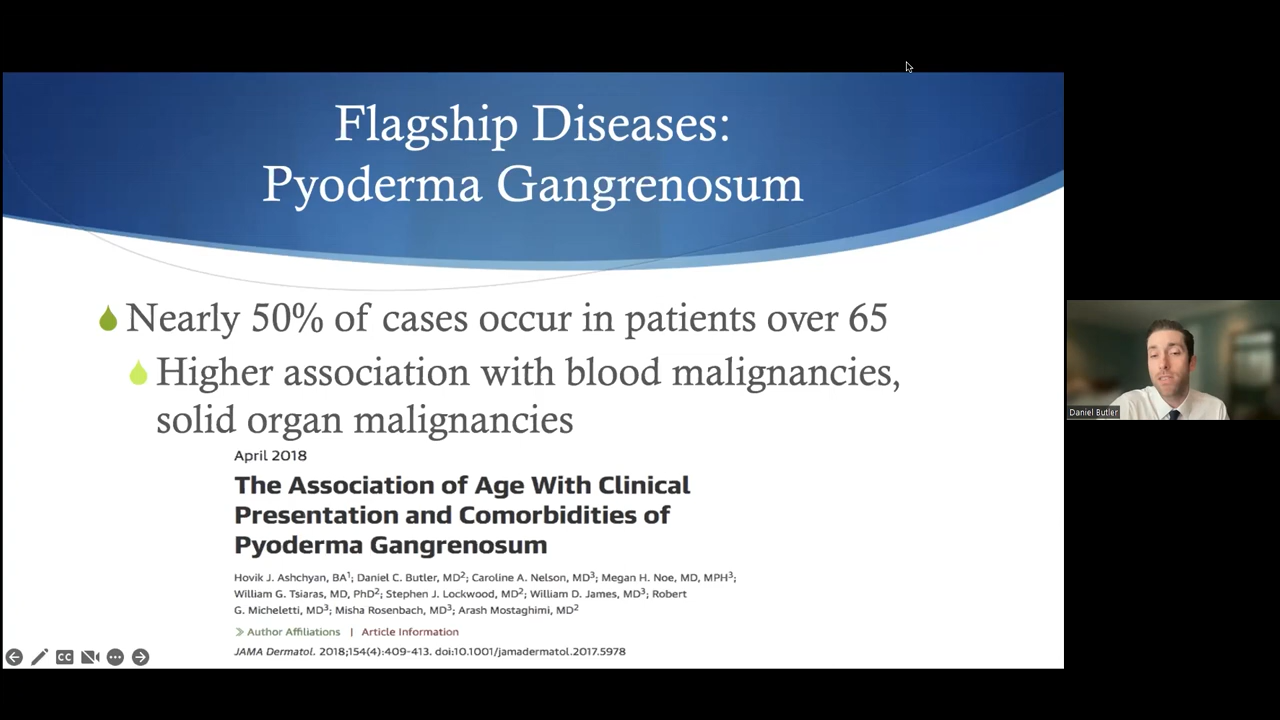 Flagship Diseases:
Pyoderma Gangrenosum
Nearly 50% of cases occur in patients over 65
Higher association with blood malignancies,
solid organ malignancies
April 2018
The Association of Age With Clinical
Presentation and Comorbidities of
Pyoderma Gangrenosum
Hovik J. Ashchyan, BA1; Daniel C. Butler, MD2; Caroline A. Nelson, MD3; Megan H. Noe, MD, MPH3;
William G. Tsiaras, MD, PhD2; Stephen J. Lockwood, MD2; William D. James, MD3; Robert
G. Micheletti, MD3; Misha Rosenbach, MD3; Arash Mostaghimi, MD2
Author Affiliations | Article Information
JAMA Dermatol. 2018;154(4):409-413. doi:10.1001/jamadermatol.2017.5978
CC
Daniel Butler